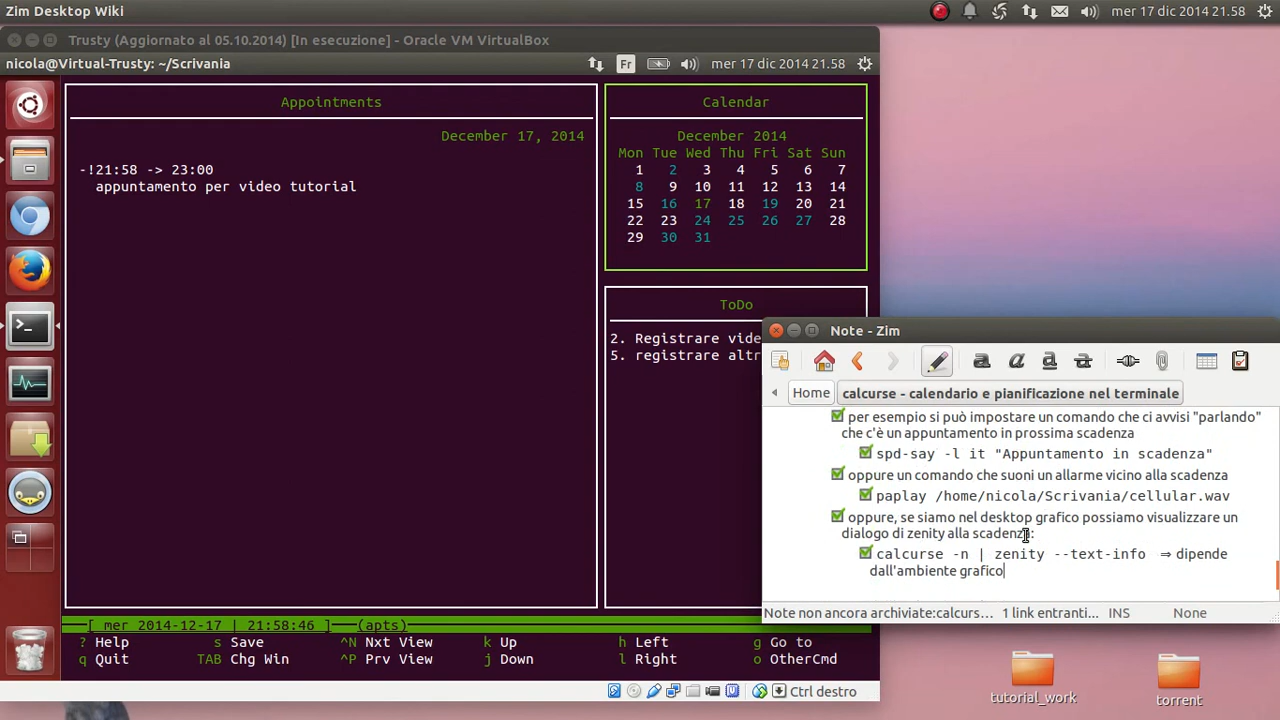 Zim Desktop Wiki
mer 17 dic 2014 21.58
Trusty (Aggiornato al 05.10.2014) [In esecuzione] - Oracle VM VirtualBox
nicola@Virtual-Trusty: ~/Scrivania
Fr
mer 17 dic 2014 21.58
Appointments
December 17, 2014
-!21:58 -> 23:00
appuntamento per video tutorial
Calendar
December 2014
Mon Tue Wed Thu Fri Sat Sun
1 2 3 4 5 6 7
8 9 10 11 12 13 14
15 16 17 18 19 20 21
22 23 24 25 26 27 28
29 30 31
ToDo
2. Registrare vide
5. registrare altr
Note - Zim
Home
calcurse - calendario e pianificazione nel terminale
per esempio si può impostare un comando che ci avvisi "parlando"
che c'è un appuntamento in prossima scadenza
spd-say -l it "Appuntamento in scadenza"
oppure un comando che suoni un allarme vicino alla scadenza
paplay /home/nicola/Scrivania/cellular.wav
oppure, se siamo nel desktop grafico possiamo visualizzare un
dialogo di zenity alla scadenza:
calcurse -n | zenity --text-info ⇒ dipende
dall'ambiente grafico
Note non ancora archiviate:calcurs... 1 link entranti... INS None
[ mer 2014-12-17 | 21:58:46 ] (apts)
? Help s Save ^N Nxt View k Up h Left g Go to
q Quit TAB Chg Win ^P Prv View j Down l Right o OtherCmd
Ctrl destro
tutorial_work
torrent